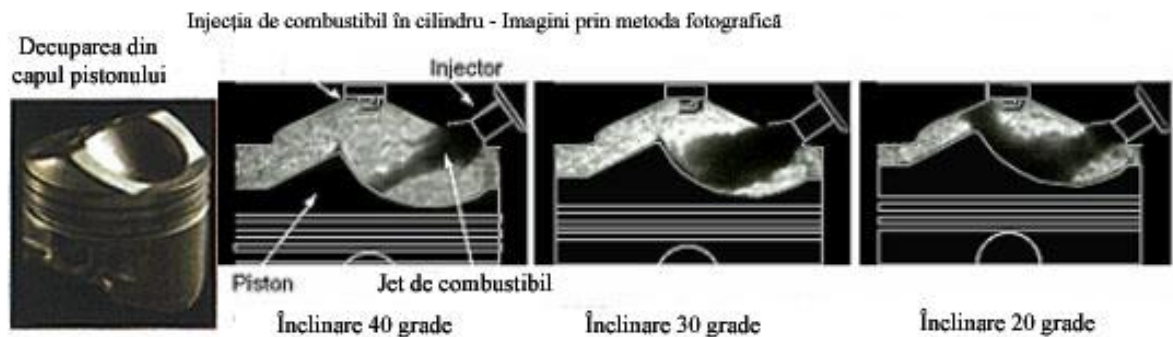 Injecția de combustibil în cilindru - Imagini prin metoda fotografică
Decuparea din
capul pistonului
Injector
Piston
Jet de combustibil
Înclinare 40 grade
Înclinare 30 grade
Înclinare 20 grade